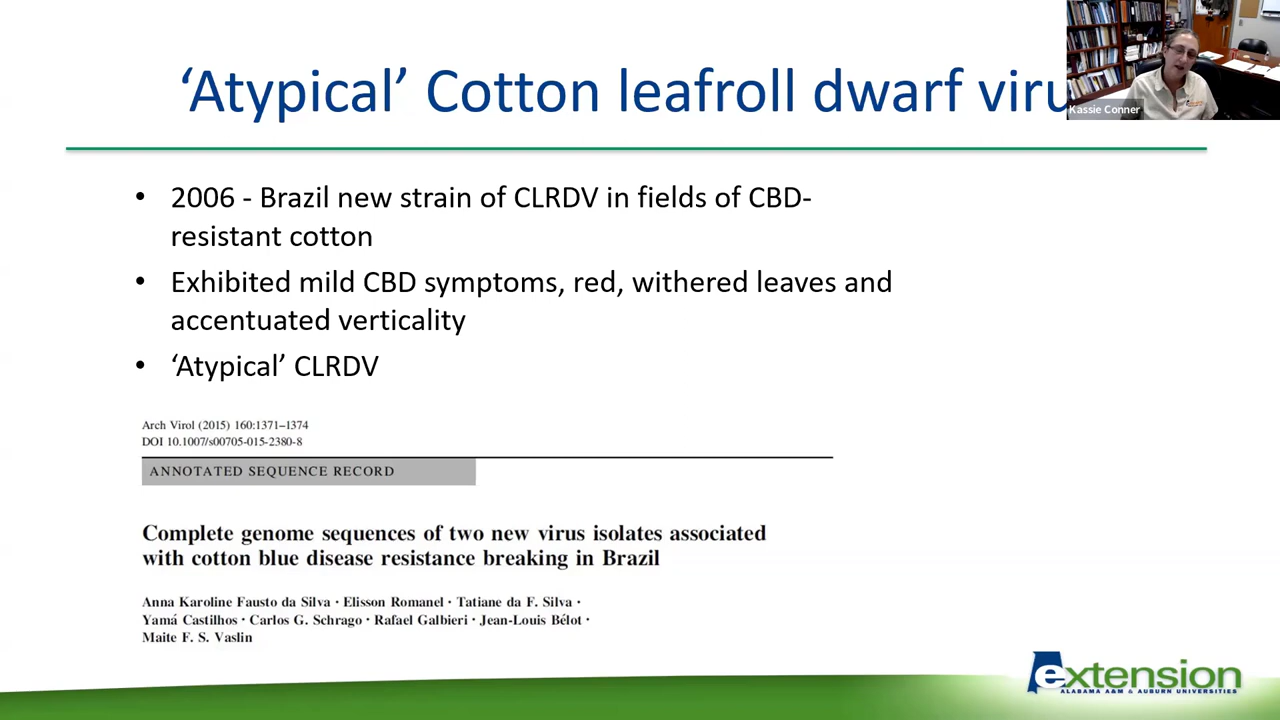 ‘Atypical’ Cotton leafroll dwarf viru
Kassie Conner
• 2006 - Brazil new strain of CLRDV in fields of CBD-
resistant cotton
• Exhibited mild CBD symptoms, red, withered leaves and
accentuated verticality
• ‘Atypical’ CLRDV
Arch Virol (2015) 160:1371–1374
DOI 10.1007/s00705-015-2380-8
ANNOTATED SEQUENCE RECORD
Complete genome sequences of two new virus isolates associated
with cotton blue disease resistance breaking in Brazil
Anna Karoline Fausto da Silva · Elisson Romanel · Tatiane da F. Silva ·
Yamá Castilhos · Carlos G. Schrago · Rafael Galbieri · Jean-Louis Bélot ·
Maite F. S. Vaslin
extension
ALABAMA A&M & AUBURN UNIVERSITIES